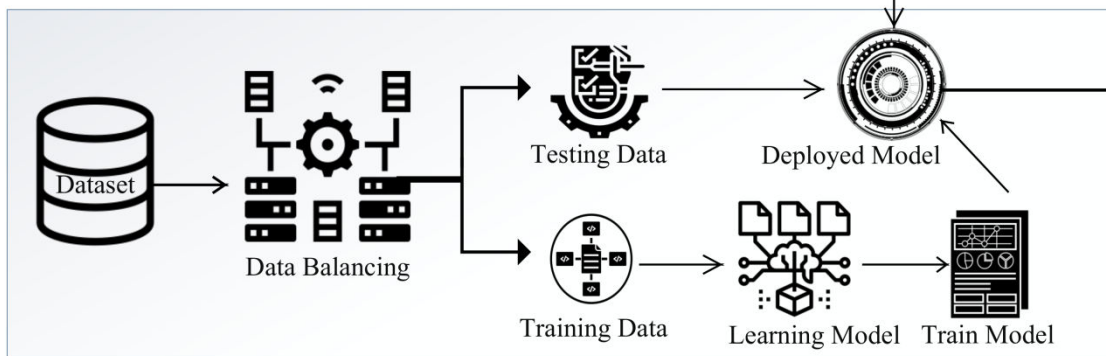 Dataset
Data Balancing
Testing Data
Deployed Model
Training Data
Learning Model
Train Model